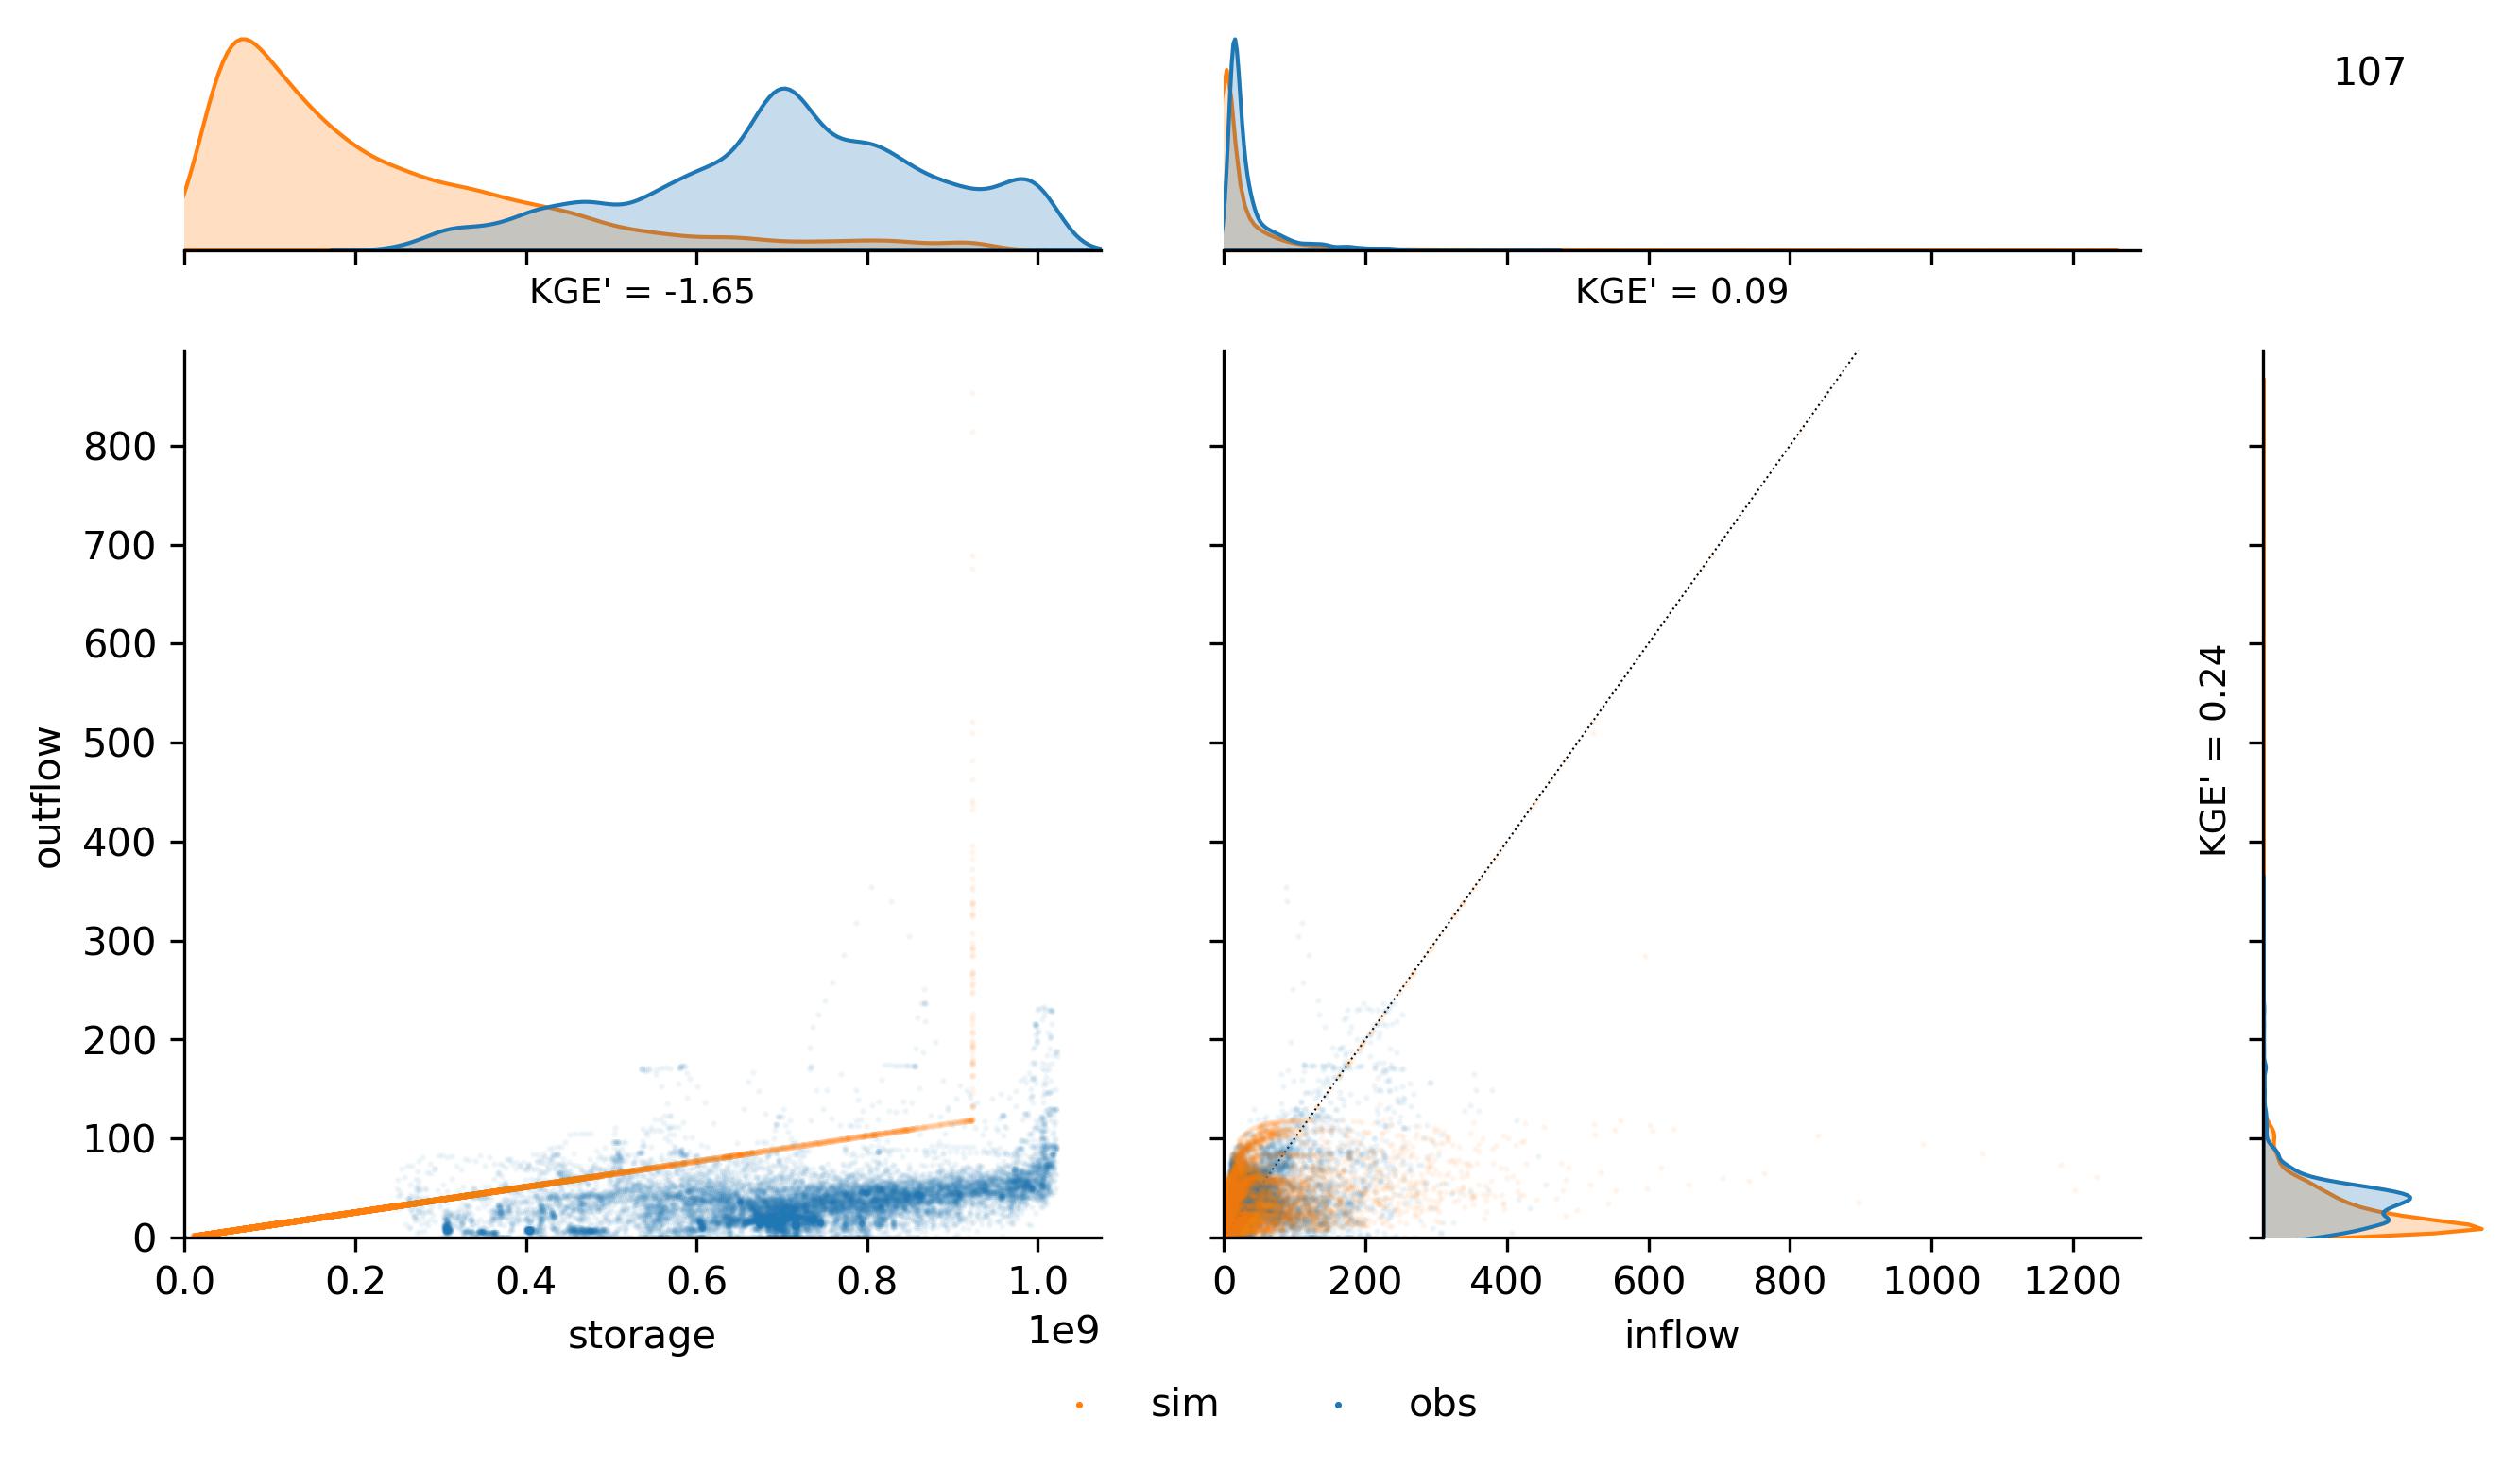 107
KGE' = -1.65
KGE' = 0.09
outflow
800
700
600
500
400
300
200
100
0
KGE' = 0.24
0.0 0.2 0.4 0.6 0.8 1.0
1e9
storage
0 200 400 600 800 1000 1200
inflow
sim obs